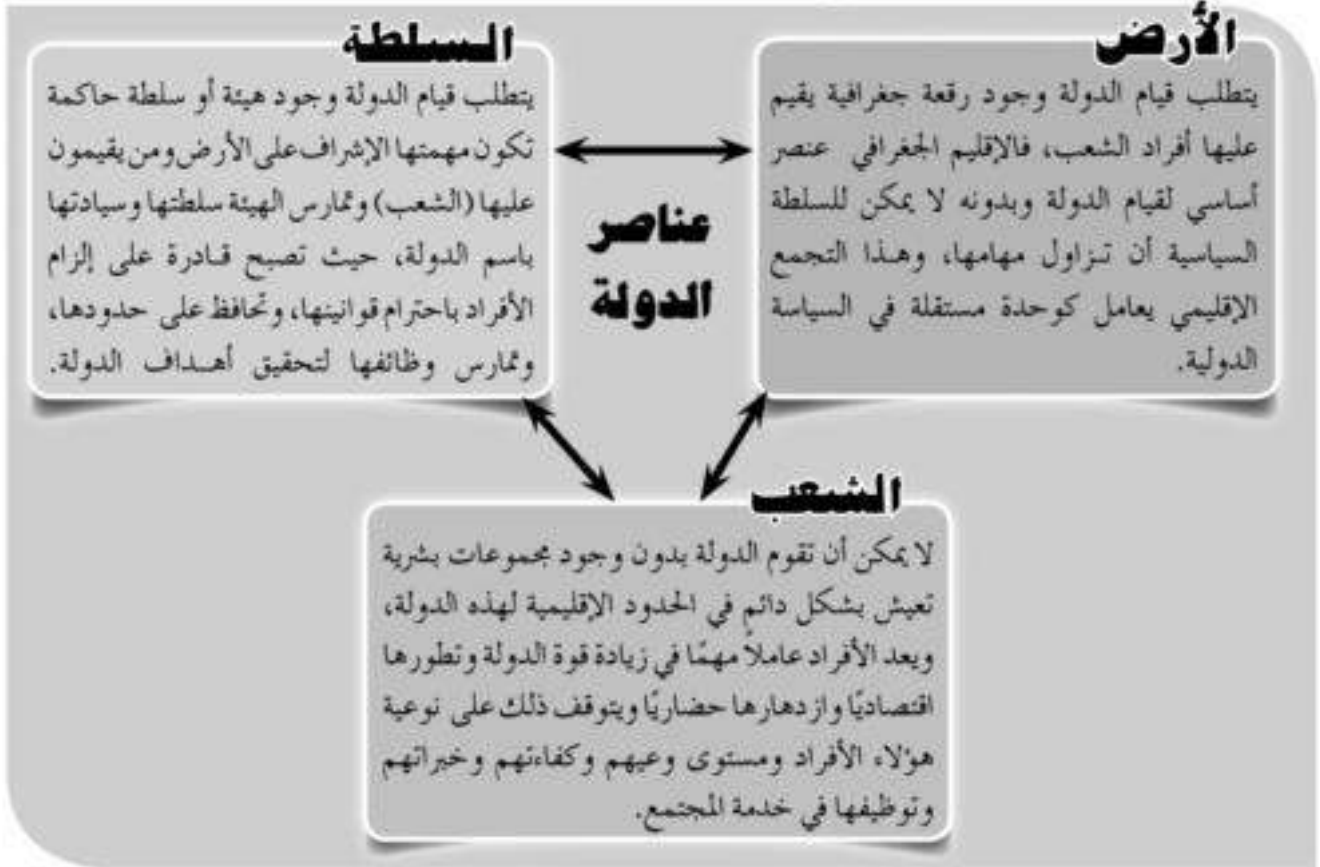 الأرض
يتطلب قيام الدولة وجود رقعة جغرافية يقيم
عليها أفراد الشعب، فالإقليم الجغرافي عنصر
أساسي لقيام الدولة وبدونه لا يمكن للسلطة
السياسية أن تزاول مهامها، وهذا التجمع
الإقليمي يعامل كوحدة مستقلة في السياسة
الدولية.
السلطة
يتطلب قيام الدولة وجود هيئة أو سلطة حاكمة
تكون مهمتها الإشراف على الأرض ومن يقيمون
عليها (الشعب) وتمارس الهيئة سلطتها وسيادتها
باسم الدولة، حيث تصبح قادرة على إلزام
الأفراد باحترام قوانينها، وتحافظ على حدودها،
وتمارس وظائفها لتحقيق أهداف الدولة.
عناصر
الدولة
الشعب
لا يمكن أن تقوم الدولة بدون وجود مجموعات بشرية
تعيش بشكل دائم في الحدود الإقليمية لهذه الدولة،
ويعد الأفراد عاملاً مهمًا في زيادة قوة الدولة وتطورها
اقتصاديًا وازدهارها حضاريًا ويتوقف ذلك على نوعية
هؤلاء الأفراد ومستوى وعيهم وكفاءتهم وخبراتهم
وتوظيفها في خدمة المجتمع.